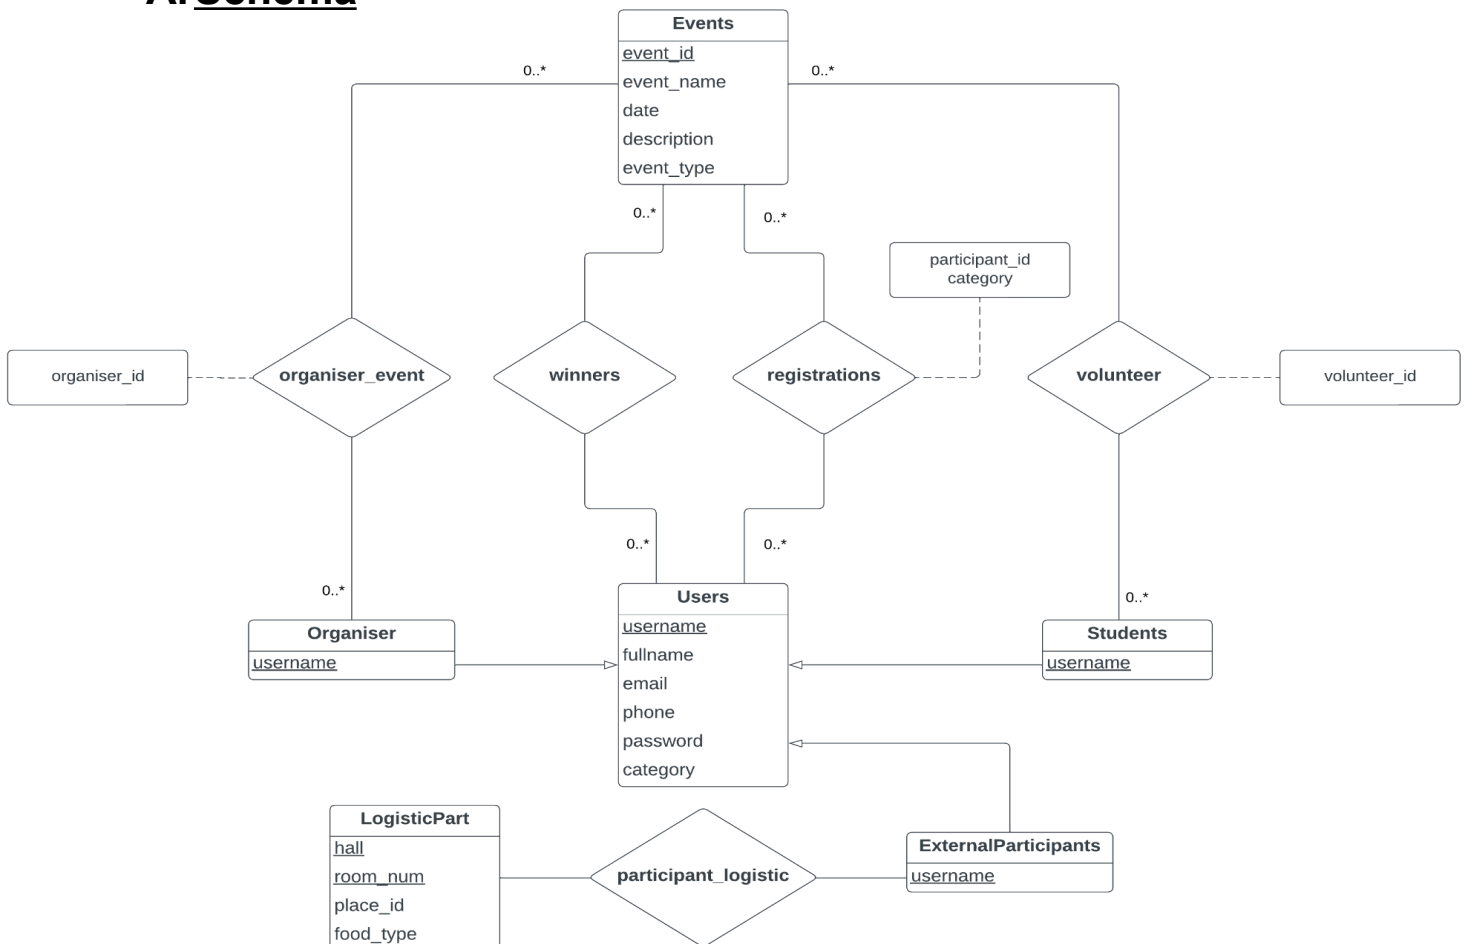 Events
event_id
event_name
date
description
event_type
0..*
0..*
0..*
0..*
participant_id
category
organiser_id
organiser_event
winners
registrations
volunteer
volunteer_id
0..*
0..*
0..*
0..*
Organiser
username
Users
username
fullname
email
phone
password
category
Students
username
LogisticPart
hall
room_num
place_id
food_type
participant_logistic
ExternalParticipants
username